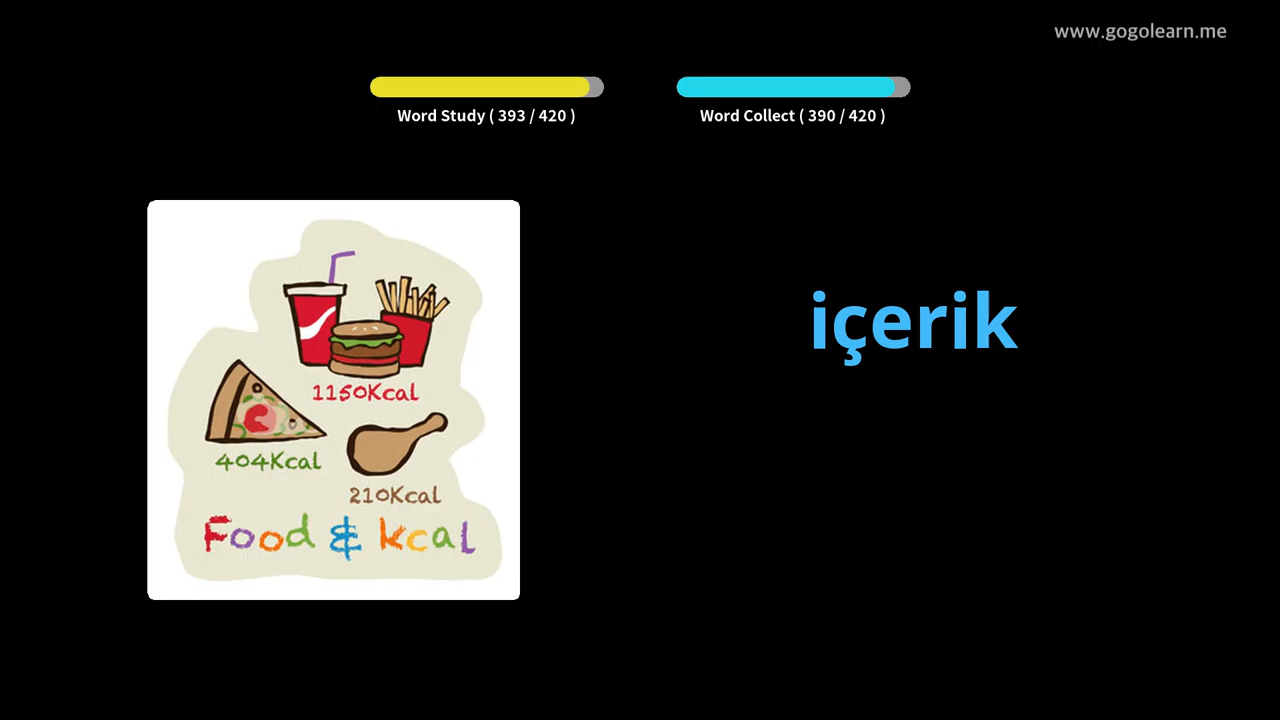 www.gogolearn.me
Word Study ( 393 / 420 )
Word Collect ( 390 / 420 )
içerik
1150Kcal
404Kcal
210Kcal
Food & kcal